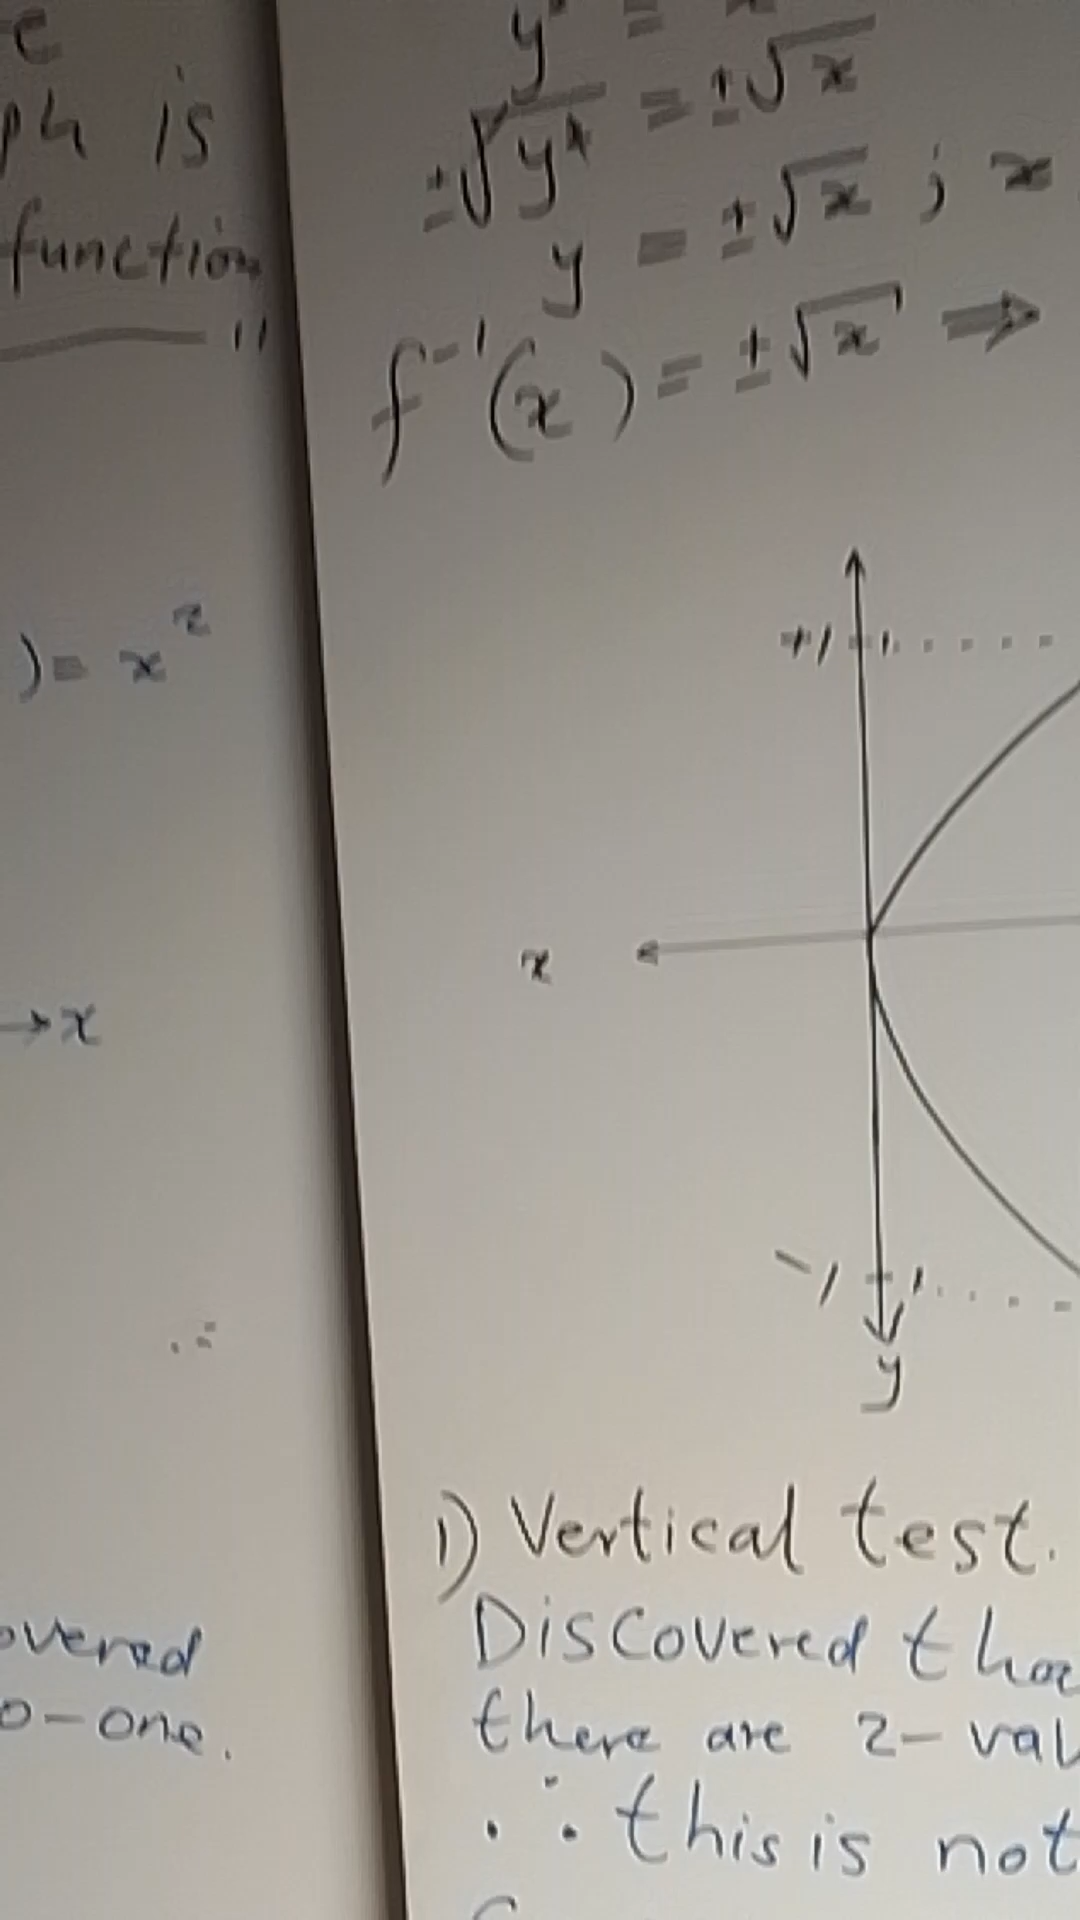 ph is
function
"
) = x²
→x
∴
overed
o-one.
±√y² = ±√x
y = ±√x ; x
f⁻¹(x) = ±√x ⇒
+1
x
-1
y
1) Vertical test.
Discovered tha
there are 2-val
∴ this is not